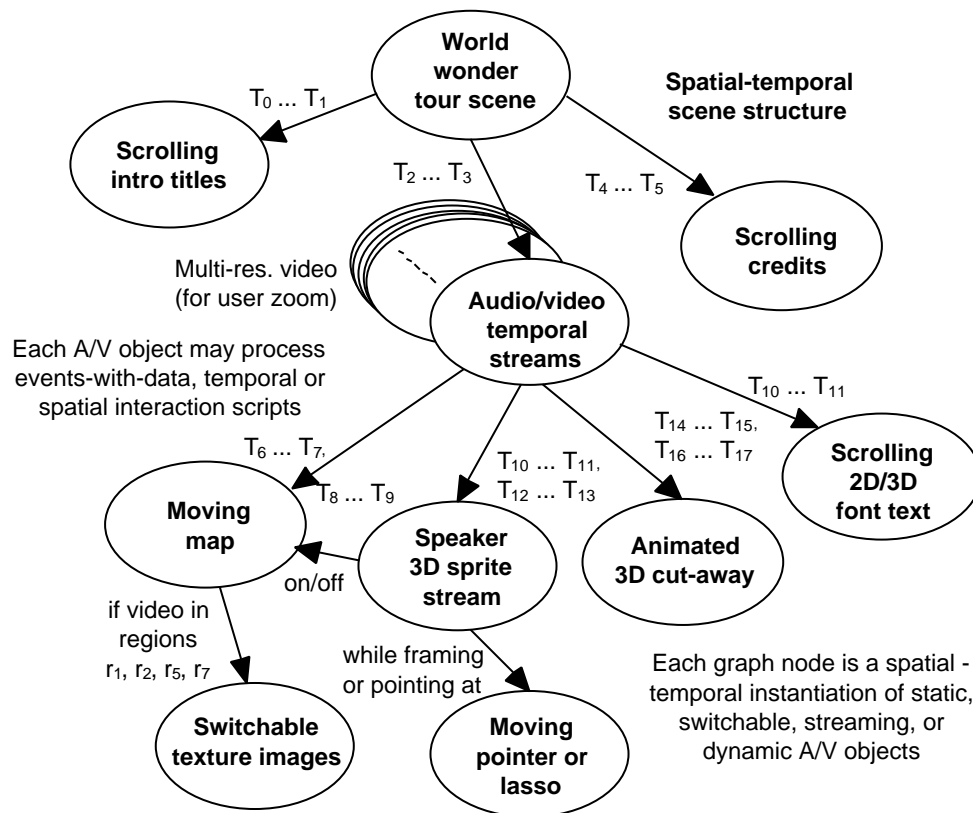 World
wonder
tour scene
Spatial-temporal
scene structure
T₀ ... T₁
Scrolling
intro titles
T₂ ... T₃
T₄ ... T₅
Scrolling
credits
Multi-res. video
(for user zoom)
Audio/video
temporal
streams
Each A/V object may process
events-with-data, temporal or
spatial interaction scripts
T₁₀ ... T₁₁
T₁₄ ... T₁₅,
T₁₆ ... T₁₇
T₆ ... T₇,
T₈ ... T₉
T₁₀ ... T₁₁,
T₁₂ ... T₁₃
Scrolling
2D/3D
font text
Moving
map
Speaker
3D sprite
stream
Animated
3D cut-away
on/off
if video in
regions
r₁, r₂, r₅, r₇
while framing
or pointing at
Each graph node is a spatial -
temporal instantiation of static,
switchable, streaming, or
dynamic A/V objects
Switchable
texture images
Moving
pointer or
lasso